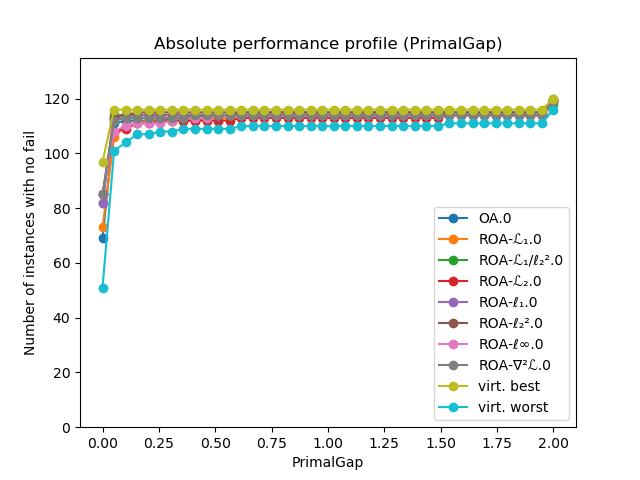 Absolute performance profile (PrimalGap)
Number of instances with no fail
120
100
80
60
40
20
0
OA.0
ROA-ℒ₁.0
ROA-ℒ₁/ℓ₂².0
ROA-ℒ₂.0
ROA-ℓ₁.0
ROA-ℓ₂².0
ROA-ℓ∞.0
ROA-∇²ℒ.0
virt. best
virt. worst
0.00 0.25 0.50 0.75 1.00 1.25 1.50 1.75 2.00
PrimalGap